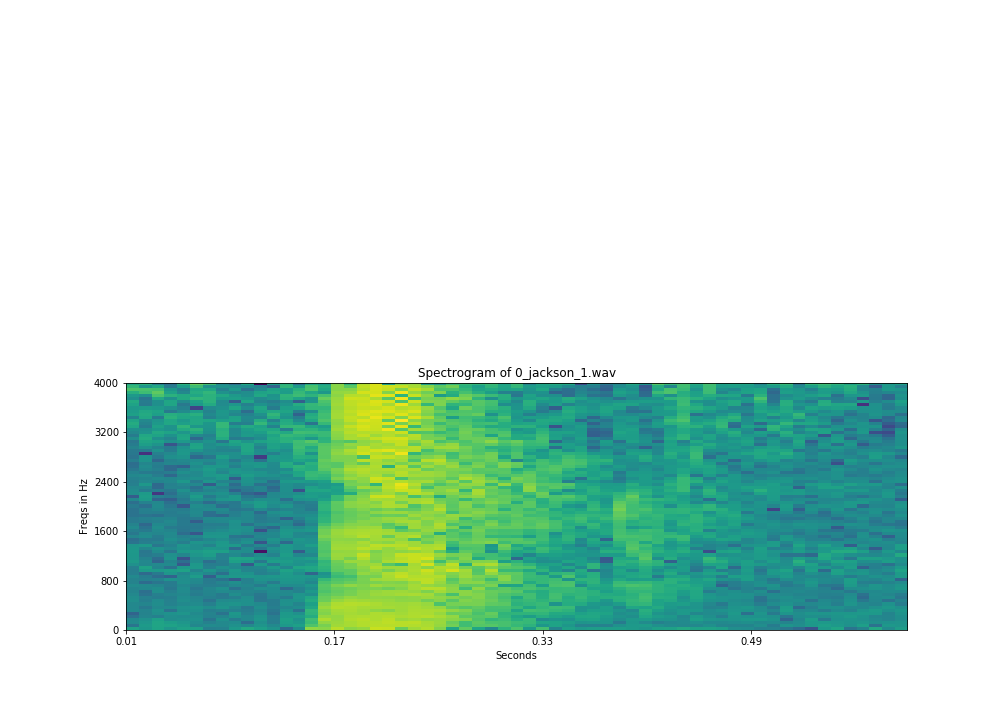 Spectrogram of 0_jackson_1.wav
4000
3200
2400
1600
800
0
Freqs in Hz
0.01 0.17 0.33 0.49
Seconds